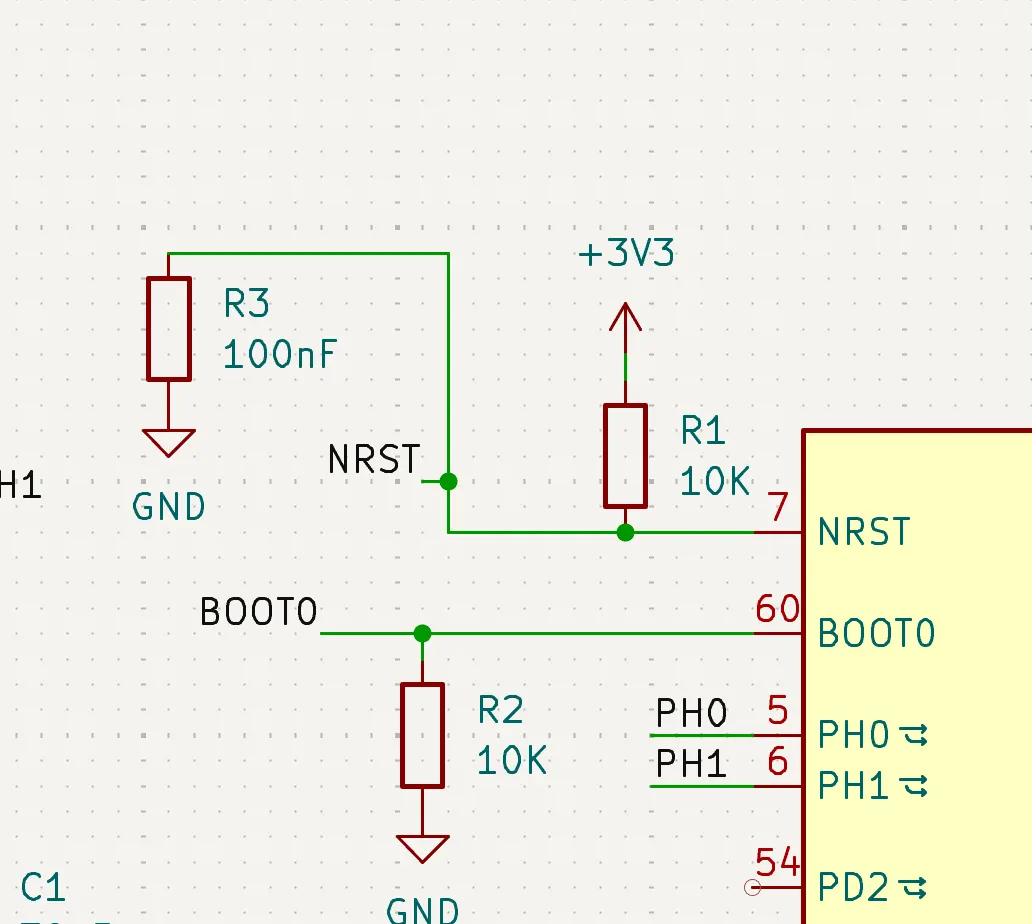 +3V3
R3
100nF
R1
10K
NRST
H1
GND
7
NRST
BOOT0
60
BOOT0
R2
10K
PH0
5
PH0
PH1
6
PH1
54
PD2
C1
GND